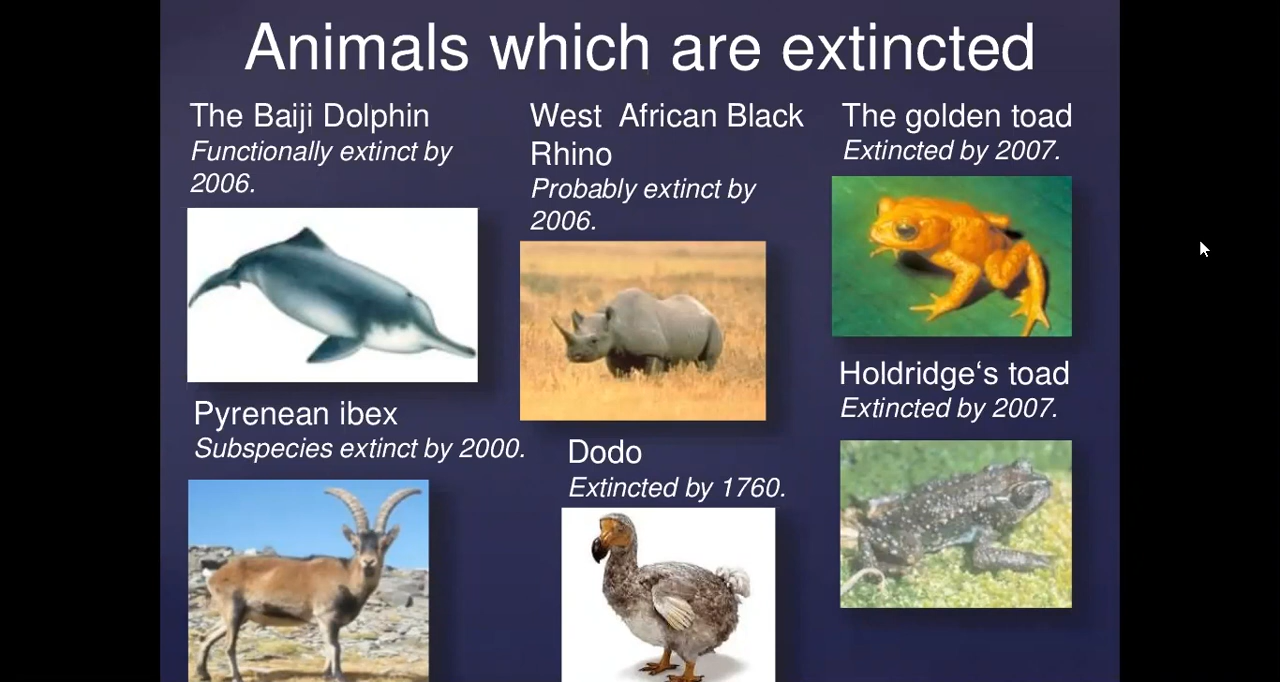 Animals which are extincted
The Baiji Dolphin
Functionally extinct by
2006.
West  African Black
Rhino
Probably extinct by
2006.
The golden toad
Extincted by 2007.
Pyrenean ibex
Subspecies extinct by 2000.
Dodo
Extincted by 1760.
Holdridge‘s toad
Extincted by 2007.